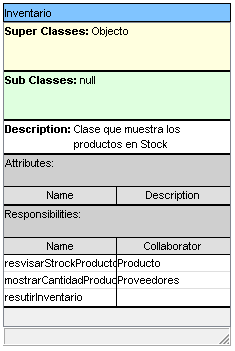 Inventario
Super Classes: Objecto
Sub Classes: null
Description: Clase que muestra los
productos en Stock
Attributes:
Name Description
Responsibilities:
Name Collaborator
resvisarStrockProducto Producto
mostrarCantidadProduc Proveedores
resutirInventario